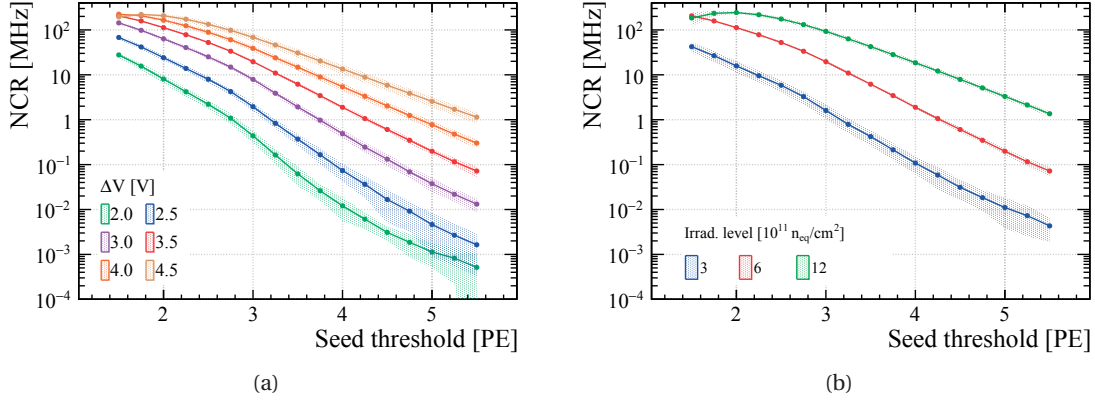 NCR [MHz]
10²
10
1
10⁻¹
10⁻²
10⁻³
10⁻⁴
ΔV [V]
2.0 2.5
3.0 3.5
4.0 4.5
2 3 4 5
Seed threshold [PE]
(a)
NCR [MHz]
10²
10
1
10⁻¹
10⁻²
10⁻³
10⁻⁴
Irrad. level [10¹¹ nₑq/cm²]
3 6 12
2 3 4 5
Seed threshold [PE]
(b)